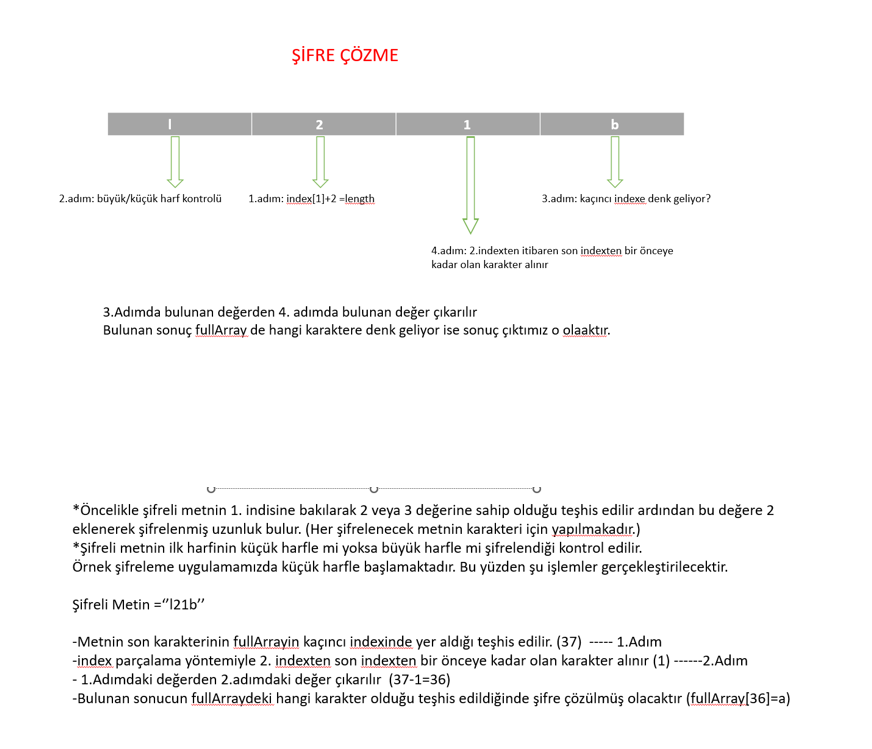 ŞİFRE ÇÖZME
l 2 1 b
2.adım: büyük/küçük harf kontrolü 1.adım: index[1]+2 =length 3.adım: kaçıncı indexe denk geliyor?
4.adım: 2.indexten itibaren son indexten bir önceye
kadar olan karakter alınır
3.Adımda bulunan değerden 4. adımda bulunan değer çıkarılır
Bulunan sonuç fullArray de hangi karaktere denk geliyor ise sonuç çıktımız o olaaktır.
*Öncelikle şifreli metnin 1. indisine bakılarak 2 veya 3 değerine sahip olduğu teşhis edilir ardından bu değere 2
eklenerek şifrelenmiş uzunluk bulur. (Her şifrelenecek metnin karakteri için yapılmakadır.)
*Şifreli metnin ilk harfinin küçük harfle mi yoksa büyük harfle mi şifrelendiği kontrol edilir.
Örnek şifreleme uygulamamızda küçük harfle başlamaktadır. Bu yüzden şu işlemler gerçekleştirilecektir.
Şifreli Metin =‘’l21b’’
-Metnin son karakterinin fullArrayin kaçıncı indexinde yer aldığı teşhis edilir. (37) ----- 1.Adım
-index parçalama yöntemiyle 2. indexten son indexten bir önceye kadar olan karakter alınır (1) ------2.Adım
- 1.Adımdaki değerden 2.adımdaki değer çıkarılır (37-1=36)
-Bulunan sonucun fullArraydeki hangi karakter olduğu teşhis edildiğinde şifre çözülmüş olacaktır (fullArray[36]=a)